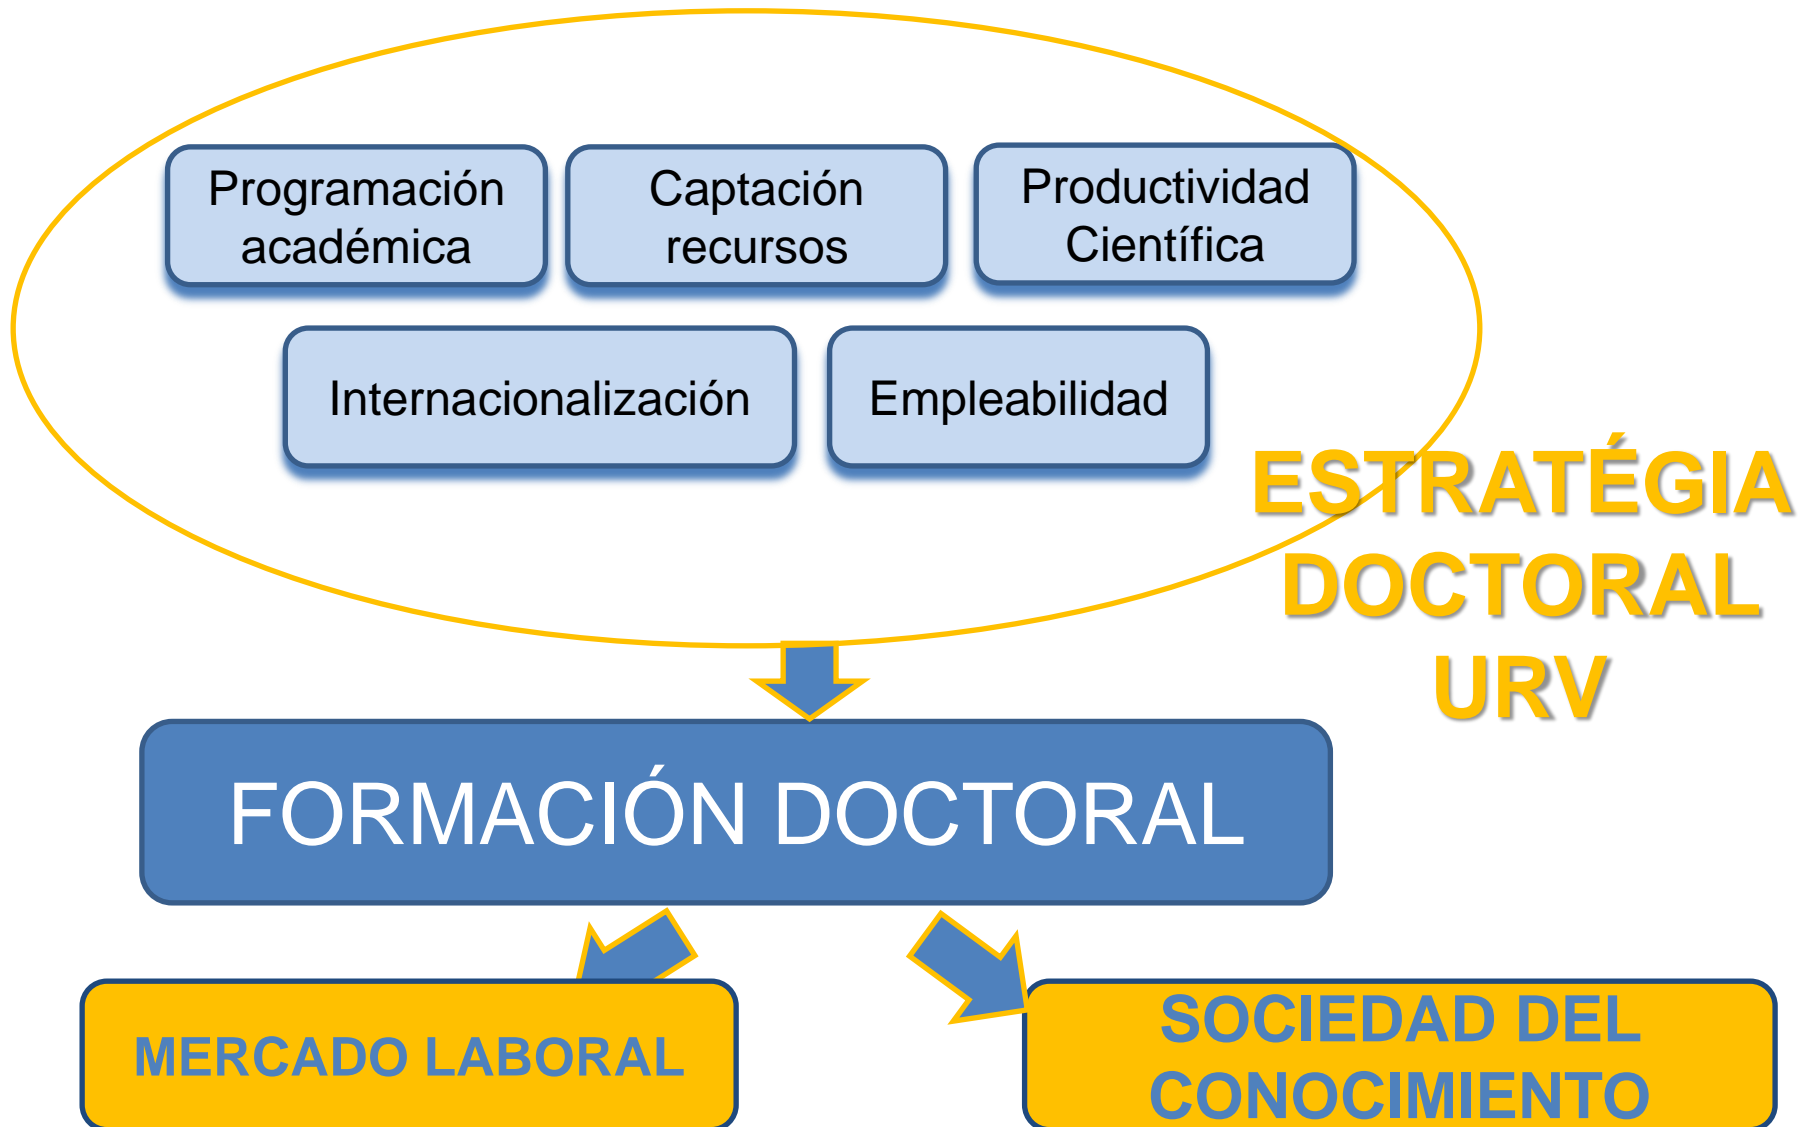 Programación
académica
Captación
recursos
Productividad
Científica
Internacionalización
Empleabilidad
ESTRATÉGIA
DOCTORAL
URV
FORMACIÓN DOCTORAL
MERCADO LABORAL
SOCIEDAD DEL
CONOCIMIENTO